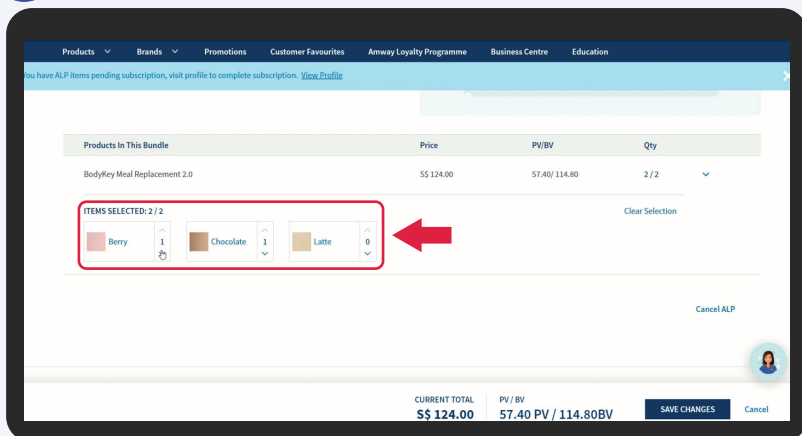 Products Brands Promotions Customer Favourites Amway Loyalty Programme Business Centre Education
You have ALP items pending subscription, visit profile to complete subscription. View Profile
Products In This Bundle Price PV/BV Qty
BodyKey Meal Replacement 2.0 S$ 124.00 57.40/ 114.80 2 / 2
ITEMS SELECTED: 2 / 2 Clear Selection
Berry 1 Chocolate 1 Latte 0
Cancel ALP
CURRENT TOTAL PV / BV
S$ 124.00 57.40 PV / 114.80BV SAVE CHANGES Cancel